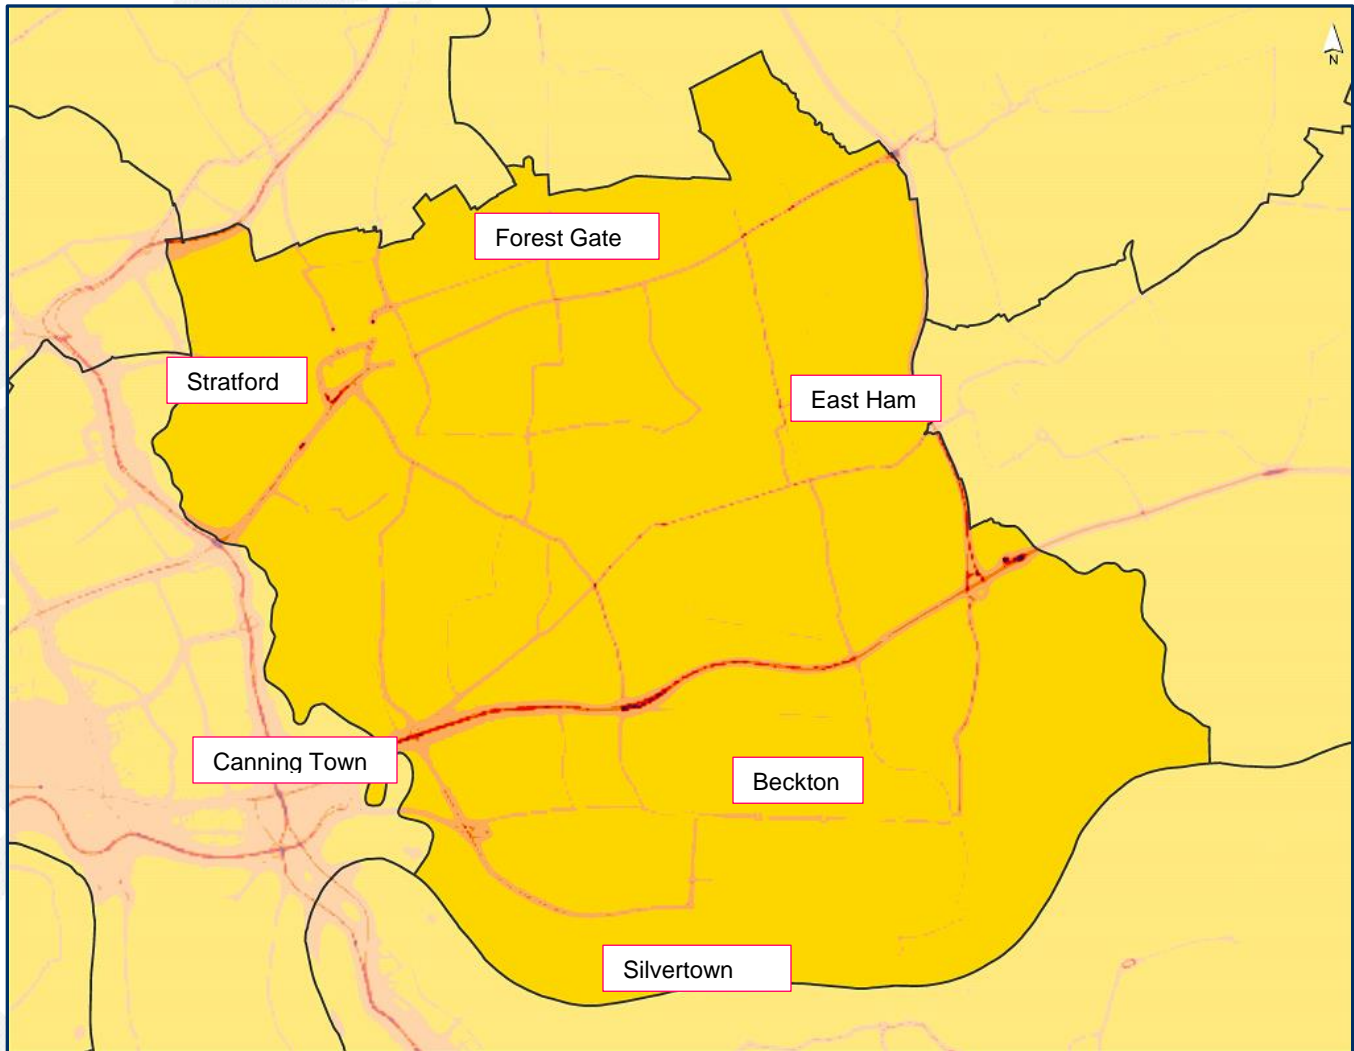 N
Forest Gate
Stratford
East Ham
Canning Town
Beckton
Silvertown